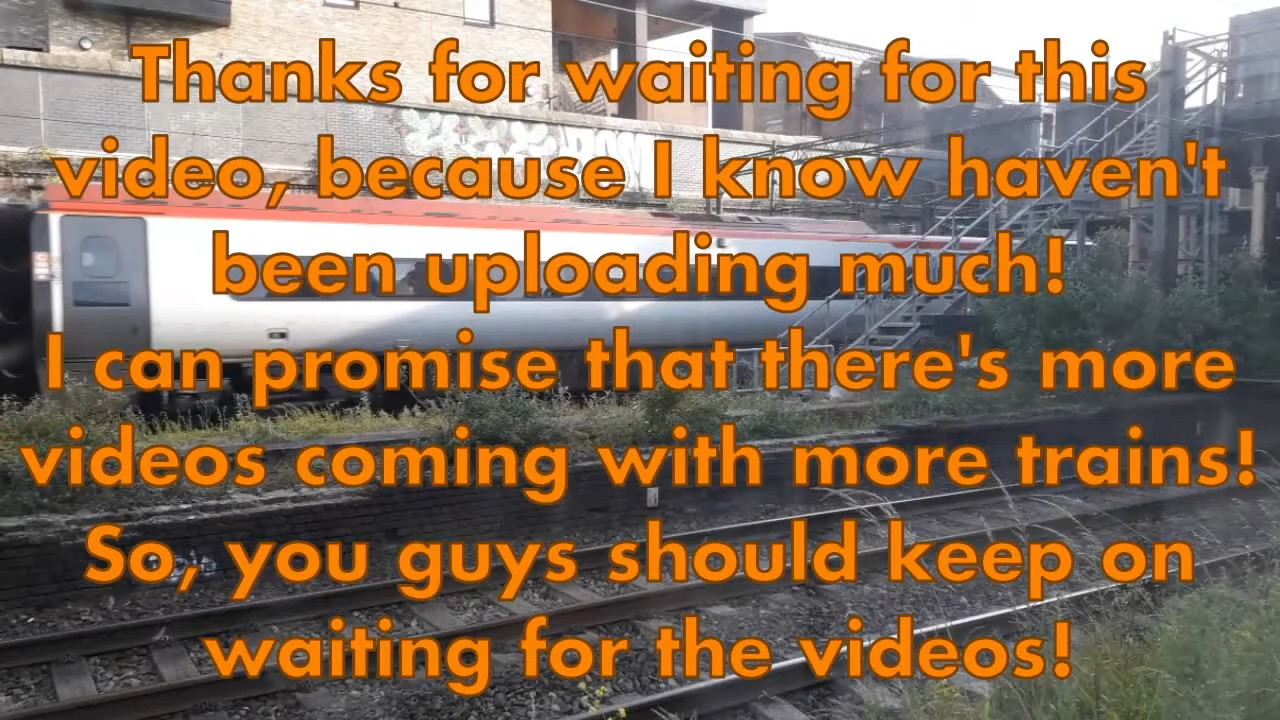 Thanks for waiting for this
video, because I know haven't
been uploading much!
I can promise that there's more
videos coming with more trains!
So, you guys should keep on
waiting for the videos!